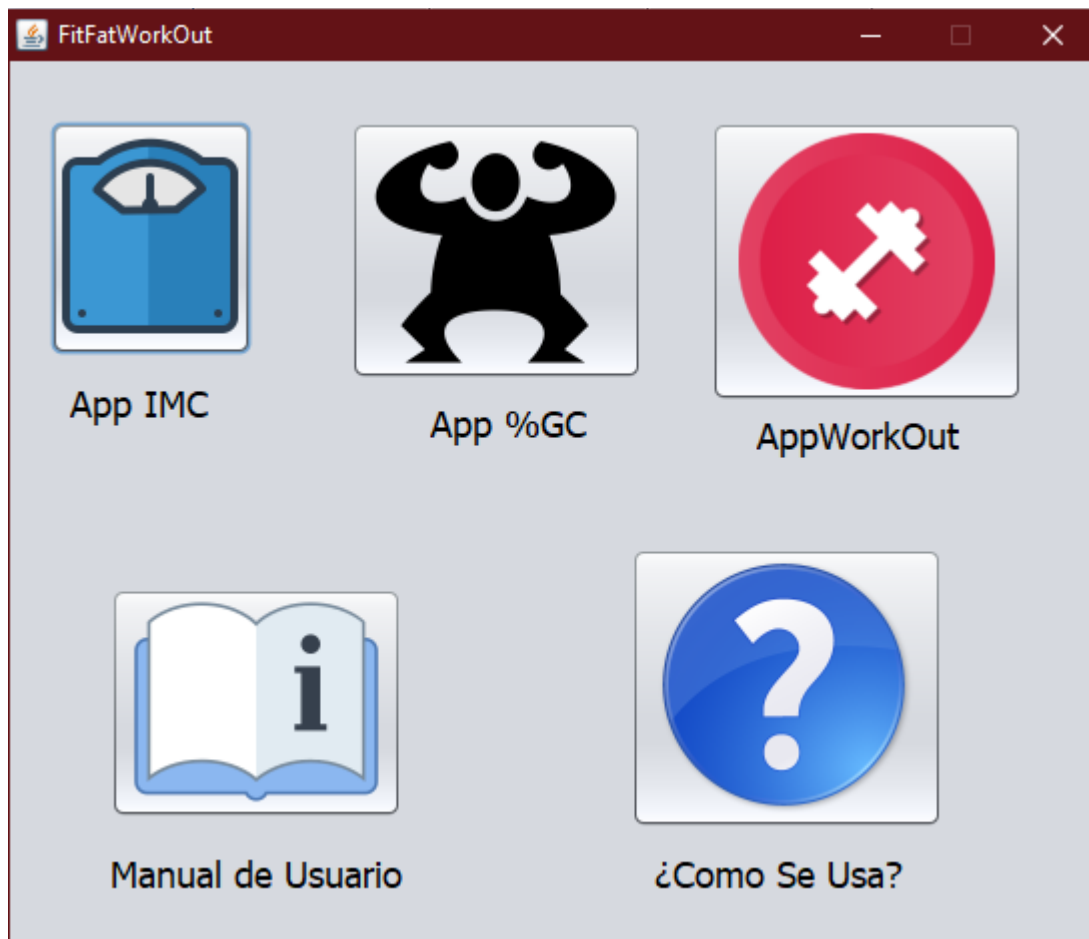 FitFatWorkOut
App IMC
App %GC
AppWorkOut
i
?
Manual de Usuario
¿Como Se Usa?